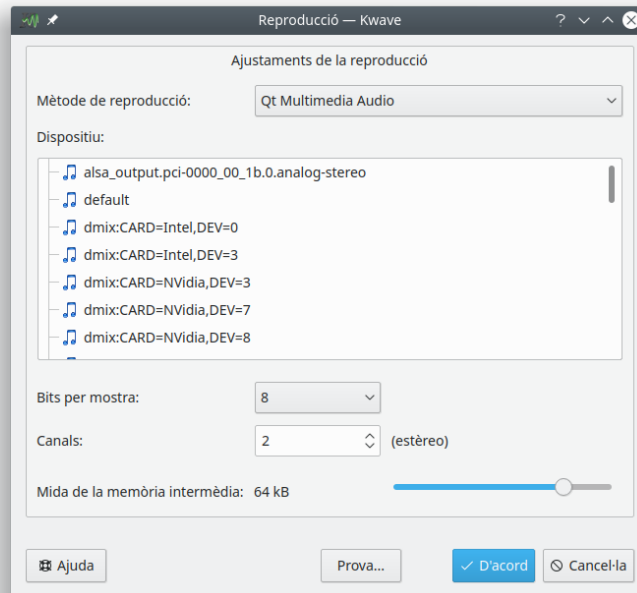 Reproducció — Kwave
Ajustaments de la reproducció
Mètode de reproducció: Qt Multimedia Audio
Dispositiu:
alsa_output.pci-0000_00_1b.0.analog-stereo
default
dmix:CARD=Intel,DEV=0
dmix:CARD=Intel,DEV=3
dmix:CARD=NVidia,DEV=3
dmix:CARD=NVidia,DEV=7
dmix:CARD=NVidia,DEV=8
Bits per mostra: 8
Canals: 2 (estèreo)
Mida de la memòria intermèdia: 64 kB
Ajuda Prova... D'acord Cancel·la